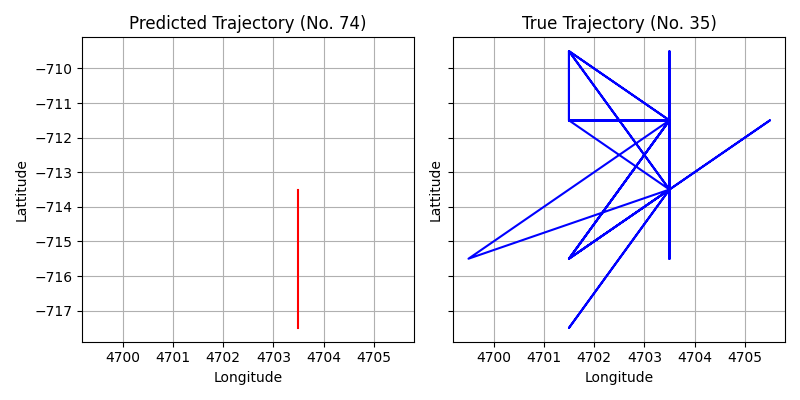 Predicted Trajectory (No. 74)
Lattitude
−710
−711
−712
−713
−714
−715
−716
−717
4700 4701 4702 4703 4704 4705
Longitude
True Trajectory (No. 35)
Lattitude
4700 4701 4702 4703 4704 4705
Longitude